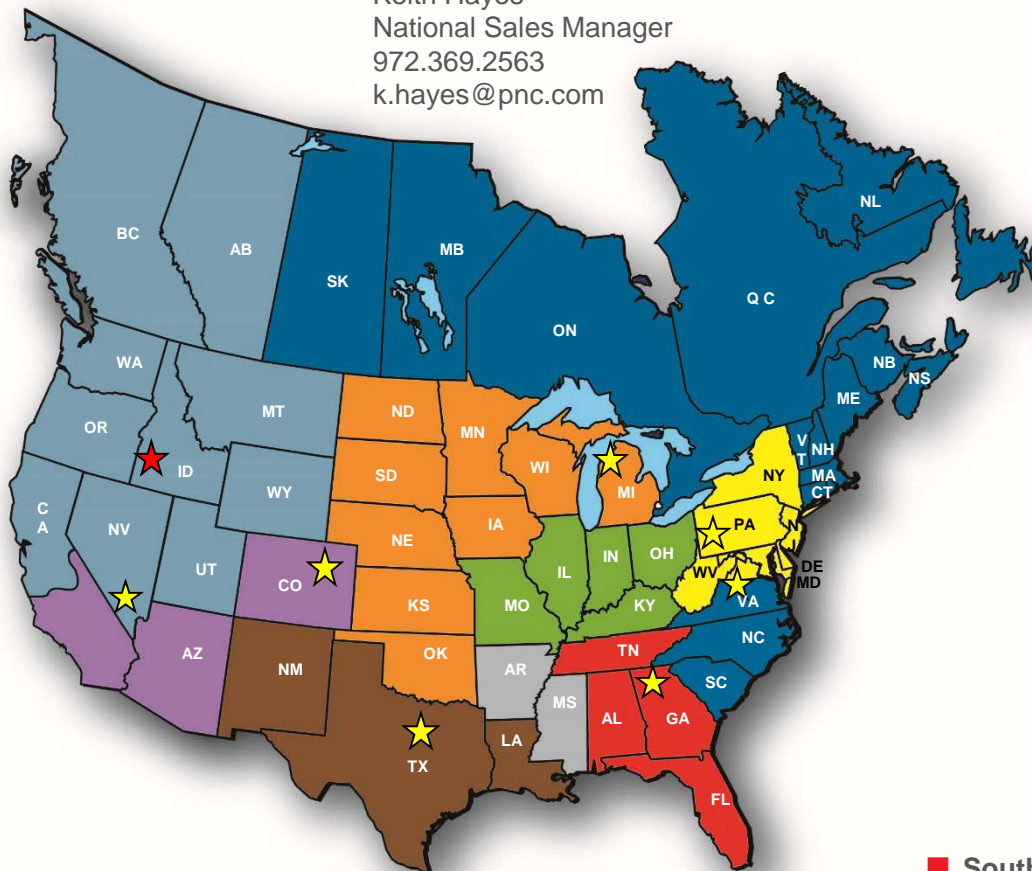 Keith Hayes
National Sales Manager
972.369.2563
k.hayes@pnc.com
NL
BC
AB
MB
SK
Q C
ON
NB
WA
NS
ME
MT
ND
OR
MN
V
T
NH
NY
MA
ID
WI
SD
CT
WY
MI
C
A
IA
NV
PA
N
NE
OH
UT
IN
DE
CO
IL
WV
MD
KS
MO
KY
VA
NC
AZ
OK
TN
NM
AR
SC
MS
AL
GA
LA
TX
FL
South